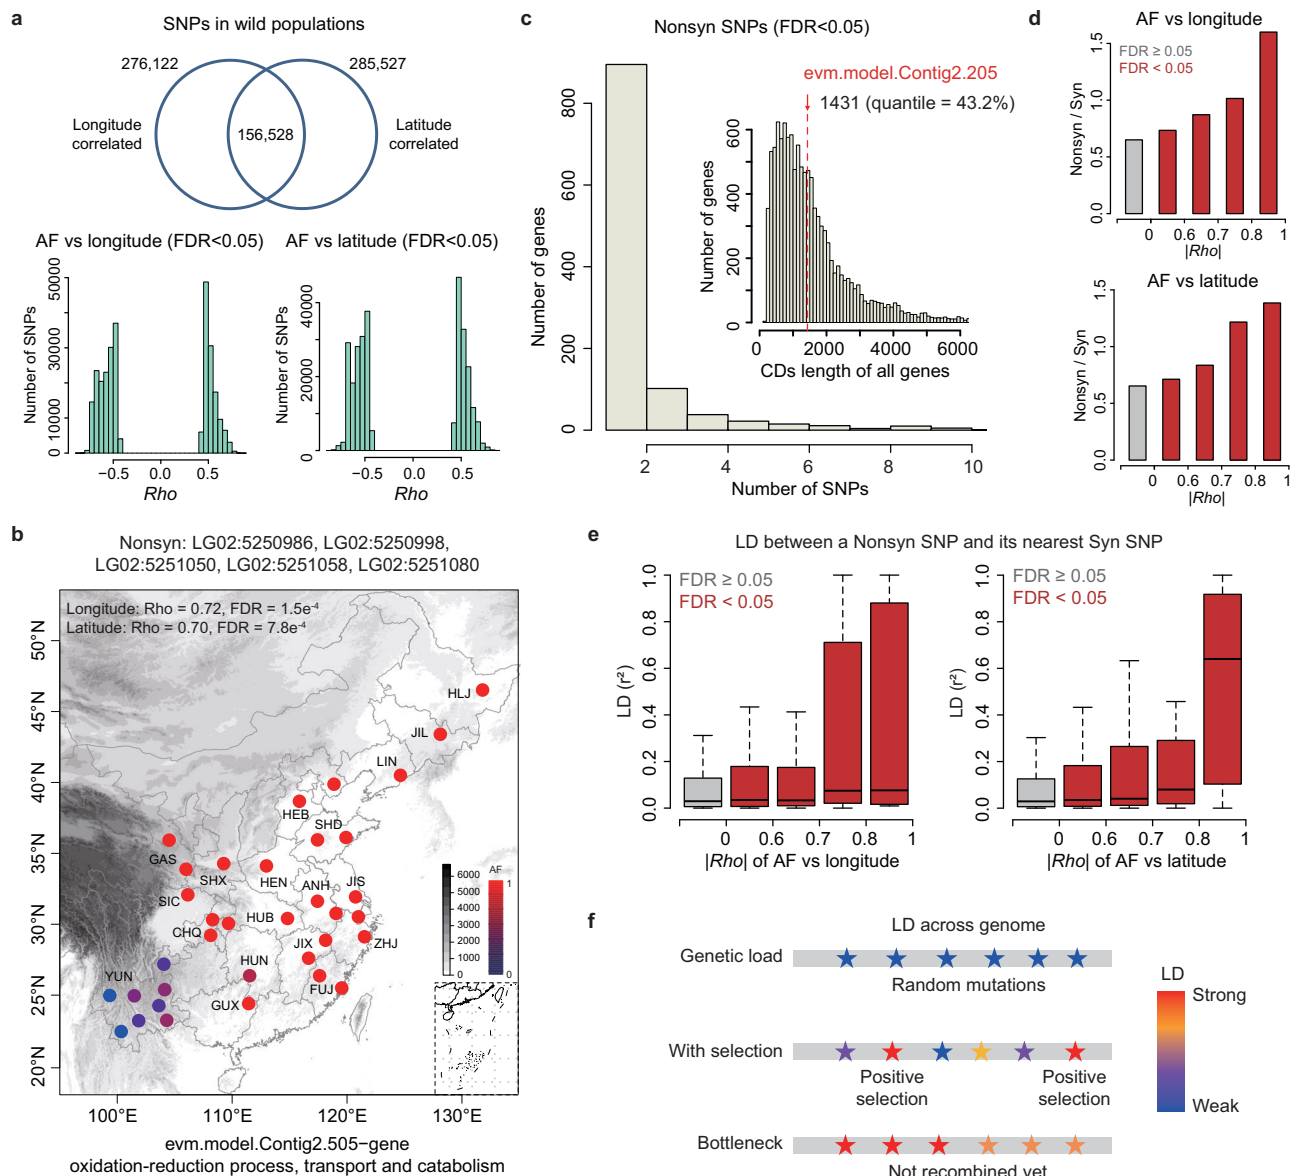 a
SNPs in wild populations
276,122
285,527
Longitude
correlated
156,528
Latitude
correlated
AF vs longitude (FDR<0.05)
AF vs latitude (FDR<0.05)
Number of SNPs
0 10000 30000 50000
−0.5 0.0 0.5
Rho
Number of SNPs
0 20000 40000
−0.5 0.0 0.5
Rho
b
Nonsyn: LG02:5250986, LG02:5250998,
LG02:5251050, LG02:5251058, LG02:5251080
Longitude: Rho = 0.72, FDR = 1.5e-4
Latitude: Rho = 0.70, FDR = 7.8e-4
50°N
45°N
40°N
35°N
30°N
25°N
20°N
HLJ
JIL
LIN
HEB
SHD
GAS
SHX
HEN
SIC
ANH
JIS
HUB
CHQ
JIX
ZHJ
YUN
HUN
FUJ
GUX
6000
5000
4000
3000
2000
1000
0
AF
1
0
100°E 110°E 120°E 130°E
evm.model.Contig2.505−gene
oxidation-reduction process, transport and catabolism
c
Nonsyn SNPs (FDR<0.05)
Number of genes
0 200 400 600 800
2 4 6 8 10
Number of SNPs
evm.model.Contig2.205
1431 (quantile = 43.2%)
Number of genes
0 200 400 600
0 2000 4000 6000
CDs length of all genes
d
AF vs longitude
FDR ≥ 0.05
FDR < 0.05
Nonsyn / Syn
0.0 0.5 1.0 1.5
0 0.6 0.7 0.8 1
|Rho|
AF vs latitude
Nonsyn / Syn
0.0 0.5 1.0 1.5
0 0.6 0.7 0.8 1
|Rho|
e
LD between a Nonsyn SNP and its nearest Syn SNP
FDR ≥ 0.05
FDR < 0.05
LD (r²)
0.0 0.2 0.4 0.6 0.8 1.0
0 0.6 0.7 0.8 1
|Rho| of AF vs longitude
FDR ≥ 0.05
FDR < 0.05
LD (r²)
0.0 0.2 0.4 0.6 0.8 1.0
0 0.6 0.7 0.8 1
|Rho| of AF vs latitude
f
LD across genome
Genetic load
Random mutations
With selection
Positive
selection
Positive
selection
Bottleneck
Not recombined yet
LD
Strong
Weak